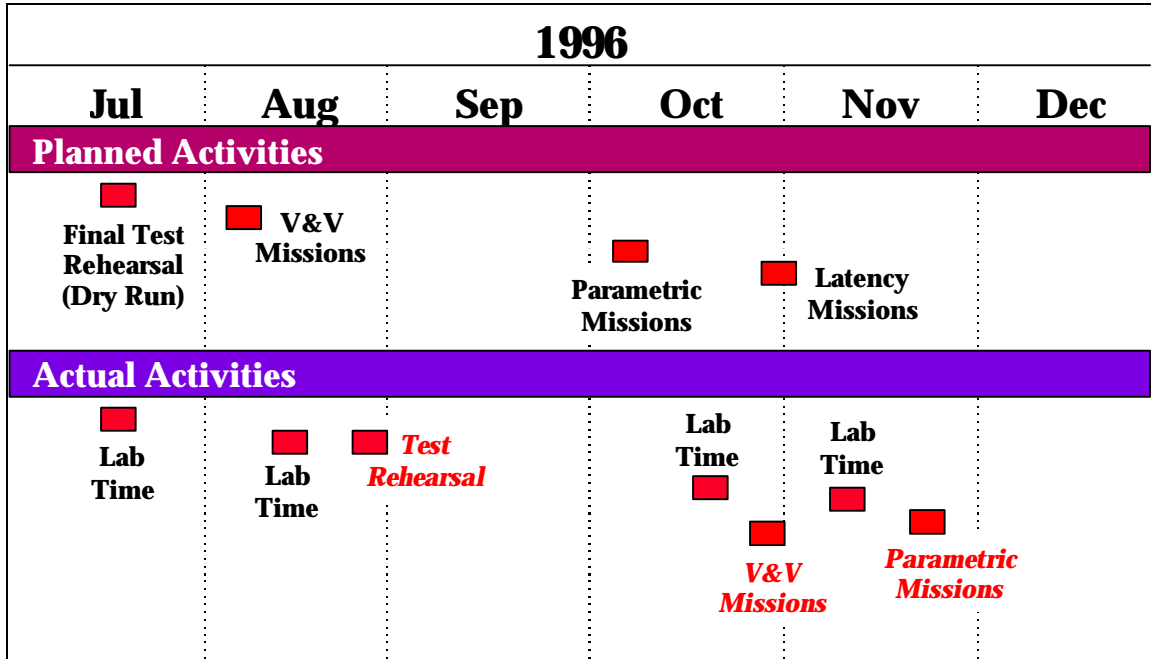 1996
Jul Aug Sep Oct Nov Dec
Planned Activities
Final Test
Rehearsal
(Dry Run)
V&V
Missions
Parametric
Missions
Latency
Missions
Actual Activities
Lab
Time
Lab
Time
Test
Rehearsal
Lab
Time
V&V
Missions
Lab
Time
Parametric
Missions